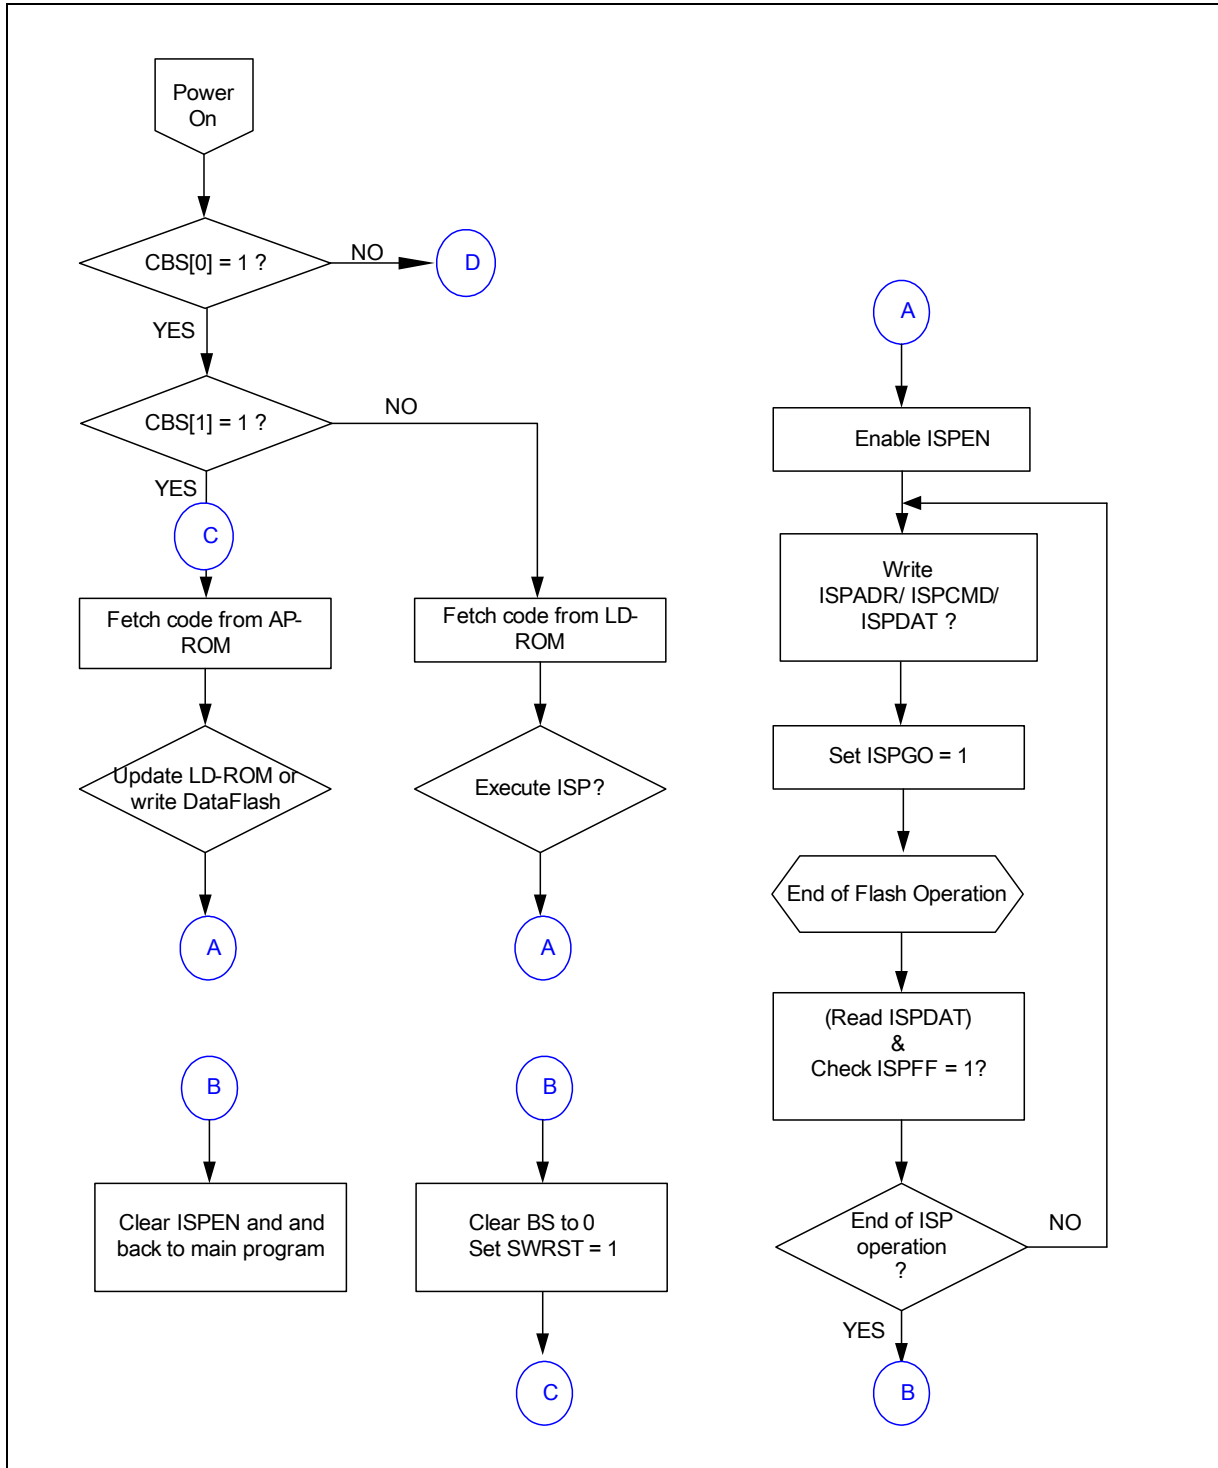 Power
On
CBS[0] = 1 ?
NO
D
YES
CBS[1] = 1 ?
NO
YES
C
Fetch code from AP-
ROM
Fetch code from LD-
ROM
Update LD-ROM or
write DataFlash
Execute ISP?
A
A
B
B
Clear ISPEN and and
back to main program
Clear BS to 0
Set SWRST = 1
C
A
Enable ISPEN
Write
ISPADR/ ISPCMD/
ISPDAT ?
Set ISPGO = 1
End of Flash Operation
(Read ISPDAT)
&
Check ISPFF = 1?
End of ISP
operation
?
NO
YES
B